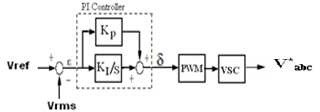 PI Controller
Kp
Vref
+
-
ε
KI/S
+
+
δ
PWM
VSC
V*abc
Vrms